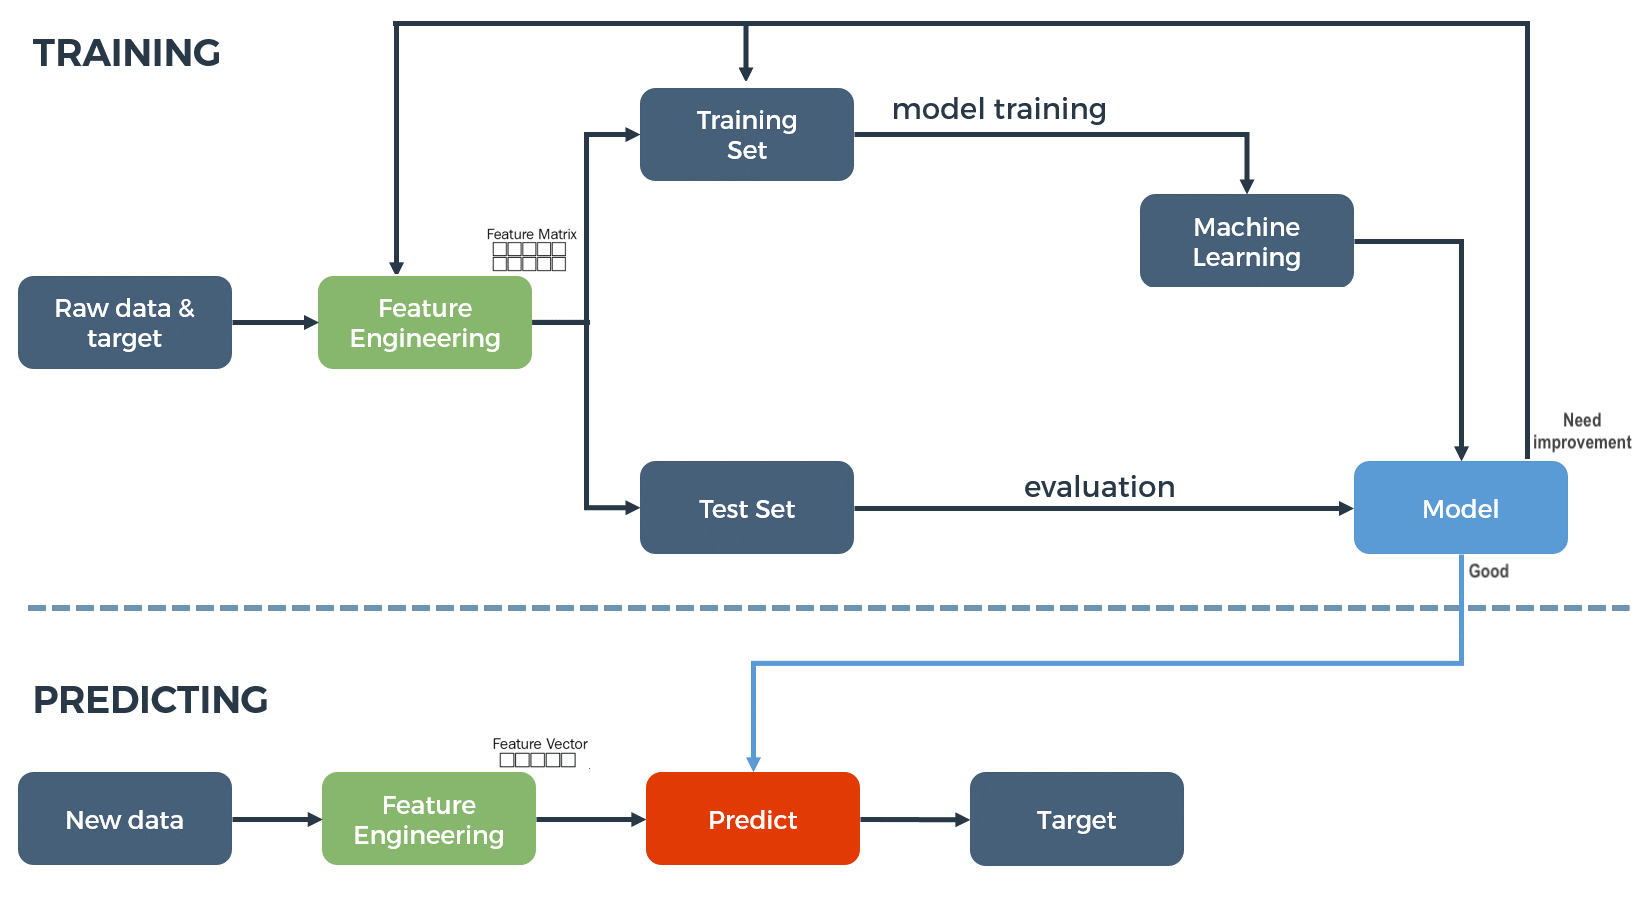 TRAINING
Training
Set
model training
Machine
Learning
Feature Matrix
Raw data &
target
Feature
Engineering
Need
improvement
Test Set
evaluation
Model
Good
PREDICTING
Feature Vector
New data
Feature
Engineering
Predict
Target